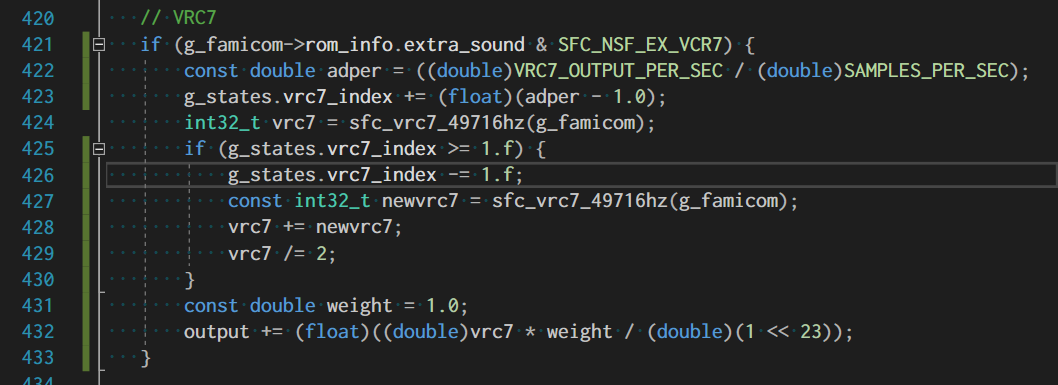 420 // VRC7
421 if (g_famicom->rom_info.extra_sound & SFC_NSF_EX_VCR7) {
422 const double adper = ((double)VRC7_OUTPUT_PER_SEC / (double)SAMPLES_PER_SEC);
423 g_states.vrc7_index += (float)(adper - 1.0);
424 int32_t vrc7 = sfc_vrc7_49716hz(g_famicom);
425 if (g_states.vrc7_index >= 1.f) {
426 g_states.vrc7_index -= 1.f;
427 const int32_t newvrc7 = sfc_vrc7_49716hz(g_famicom);
428 vrc7 += newvrc7;
429 vrc7 /= 2;
430 }
431 const double weight = 1.0;
432 output += (float)((double)vrc7 * weight / (double)(1 << 23));
433 }
434